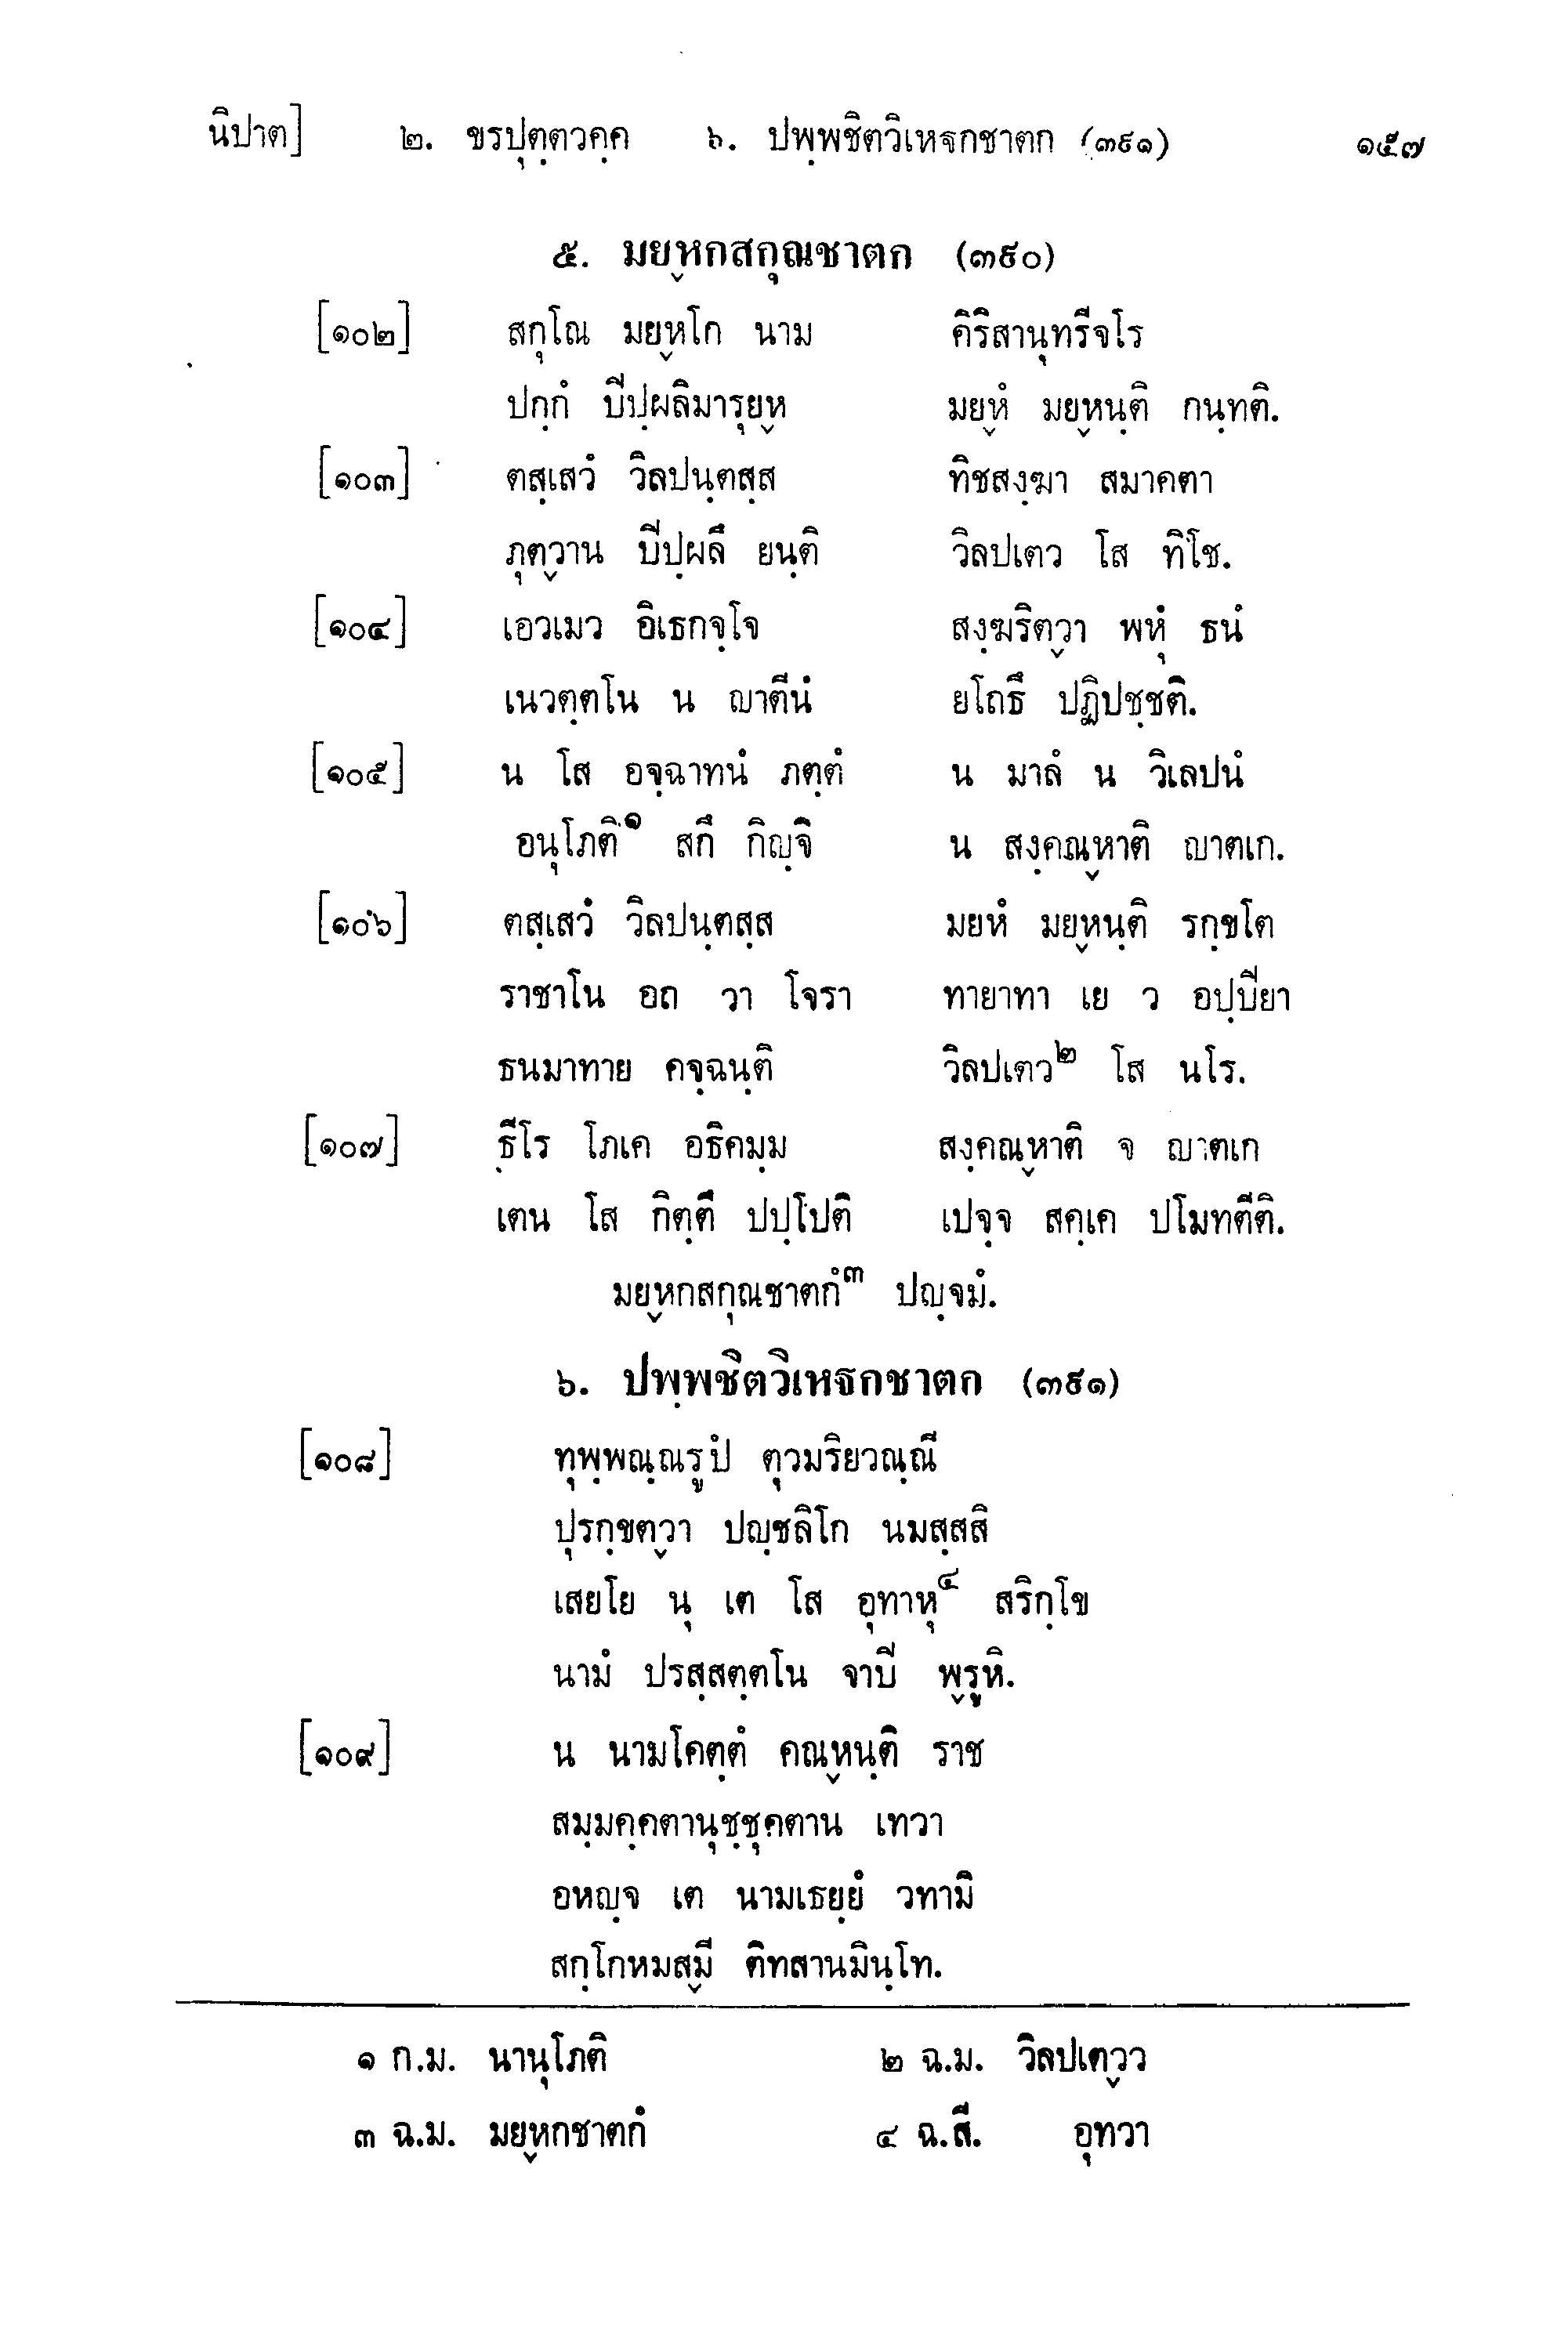 นิปาต] ๒. ขรปุตฺตวคฺค ๖. ปพฺพชิตวิเหธกชาตก (๓๙๑) ๑๕๗
๕. มยฺหกสกุณชาตก (๓๙๐)
[๑๐๒] สกุโณ มยฺหโก นาม คิริสานุทรีจโร
ปกฺกํ ปิปฺผลิมารุยฺห มยฺหํ มยฺหนฺติ กนฺทติ.
[๑๐๓] ตสฺเสวํ วิลปนฺตสฺส ทิชสงฺฆา สมาคตา
ภุตฺวาน ปิปฺผลึ ยนฺติ วิลปเตว โส ทิโช.
[๑๐๔] เอวเมว อิเธกจฺโจ สงฺฆริตฺวา พหุํ ธนํ
เนวตฺตโน น ญาตีนํ ยโถธึ ปฏิปชฺชติ.
[๑๐๕] น โส อจฺฉาทนํ ภตฺตํ น มาลํ น วิเลปนํ
อนุโภติ๑ สกึ กิญฺจิ น สงฺคณฺหาติ ญาตเก.
[๑๐๖] ตสฺเสวํ วิลปนฺตสฺส มยหํ มยฺหนฺติ รกฺขโต
ราชาโน อถ วา โจรา ทายาทา เย ว อปฺปิยา
ธนมาทาย คจฺฉนฺติ วิลปเตว๒ โส นโร.
[๑๐๗] ธีโร โภเค อธิคมฺม สงฺคณฺหาติ จ ญาตเก
เตน โส กิตฺตึ ปปฺโปติ เปจฺจ สคฺเค ปโมทตีติ.
มยฺหกสกุณชาตกํ๓ ปญฺจมํ.
๖. ปพฺพชิตวิเหธกชาตก (๓๙๑)
[๑๐๘] ทุพฺพณฺณรูปํ ตุวมริยวณฺณี
ปุรกฺขตฺวา ปญฺชลิโก นมสฺสสิ
เสยโย นุ เต โส อุทาหุ๔ สริกฺโข
นามํ ปรสฺสตฺตโน จาปิ พฺรูหิ.
[๑๐๙] น นามโคตฺตํ คณฺหนฺติ ราช
สมฺมคฺคตานุชฺชุคตาน เทวา
อหญฺจ เต นามเธยฺยํ วทามิ
สกฺโกหมสฺมี ติทสานมินฺโท.
๑ ก.ม. นานุโภติ ๒ ฉ.ม. วิลปเตฺวว
๓ ฉ.ม. มยฺหกชาตกํ ๔ ฉ.สี. อุทวา